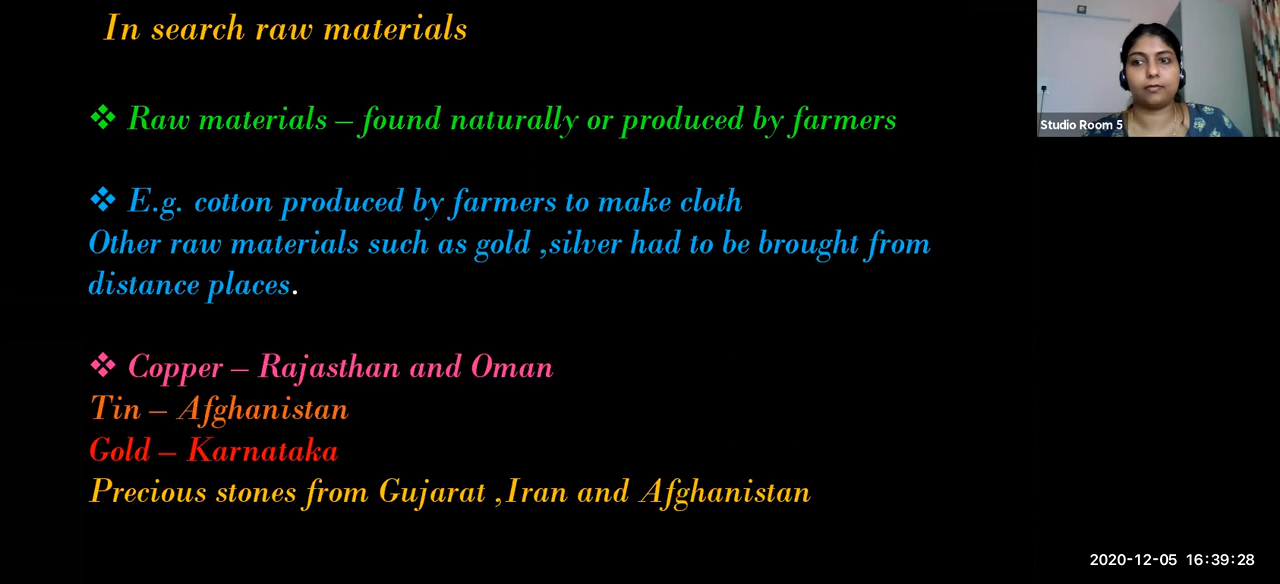 In search raw materials
❖ Raw materials – found naturally or produced by farmers
❖ E.g. cotton produced by farmers to make cloth
Other raw materials such as gold ,silver had to be brought from
distance places.
❖ Copper – Rajasthan and Oman
Tin – Afghanistan
Gold – Karnataka
Precious stones from Gujarat ,Iran and Afghanistan
Studio Room 5
2020-12-05 16:39:28